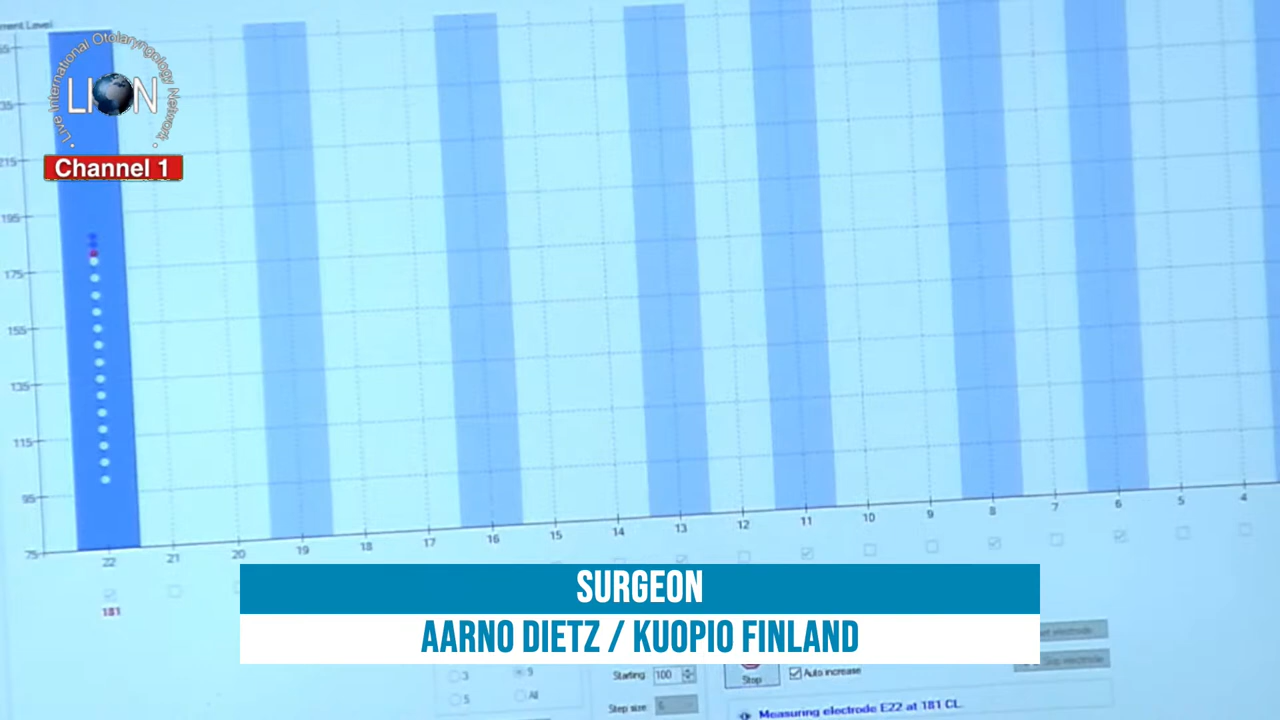 ment Level
Live International Otolaryngology Network
LION
Channel 1
235
215
195
175
155
135
115
95
75
22 21 20 19 18 17 16 15 14 13 12 11 10 9 8 7 6 5 4
181
SURGEON
AARNO DIETZ / KUOPIO FINLAND
3 9
5 All
Starting: 100
Step size
Stop
Auto increase
electrode
electrode
Measuring electrode E22 at 181 CL.